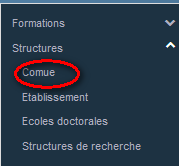 Formations
Structures
Comue
Etablissement
Ecoles doctorales
Structures de recherche